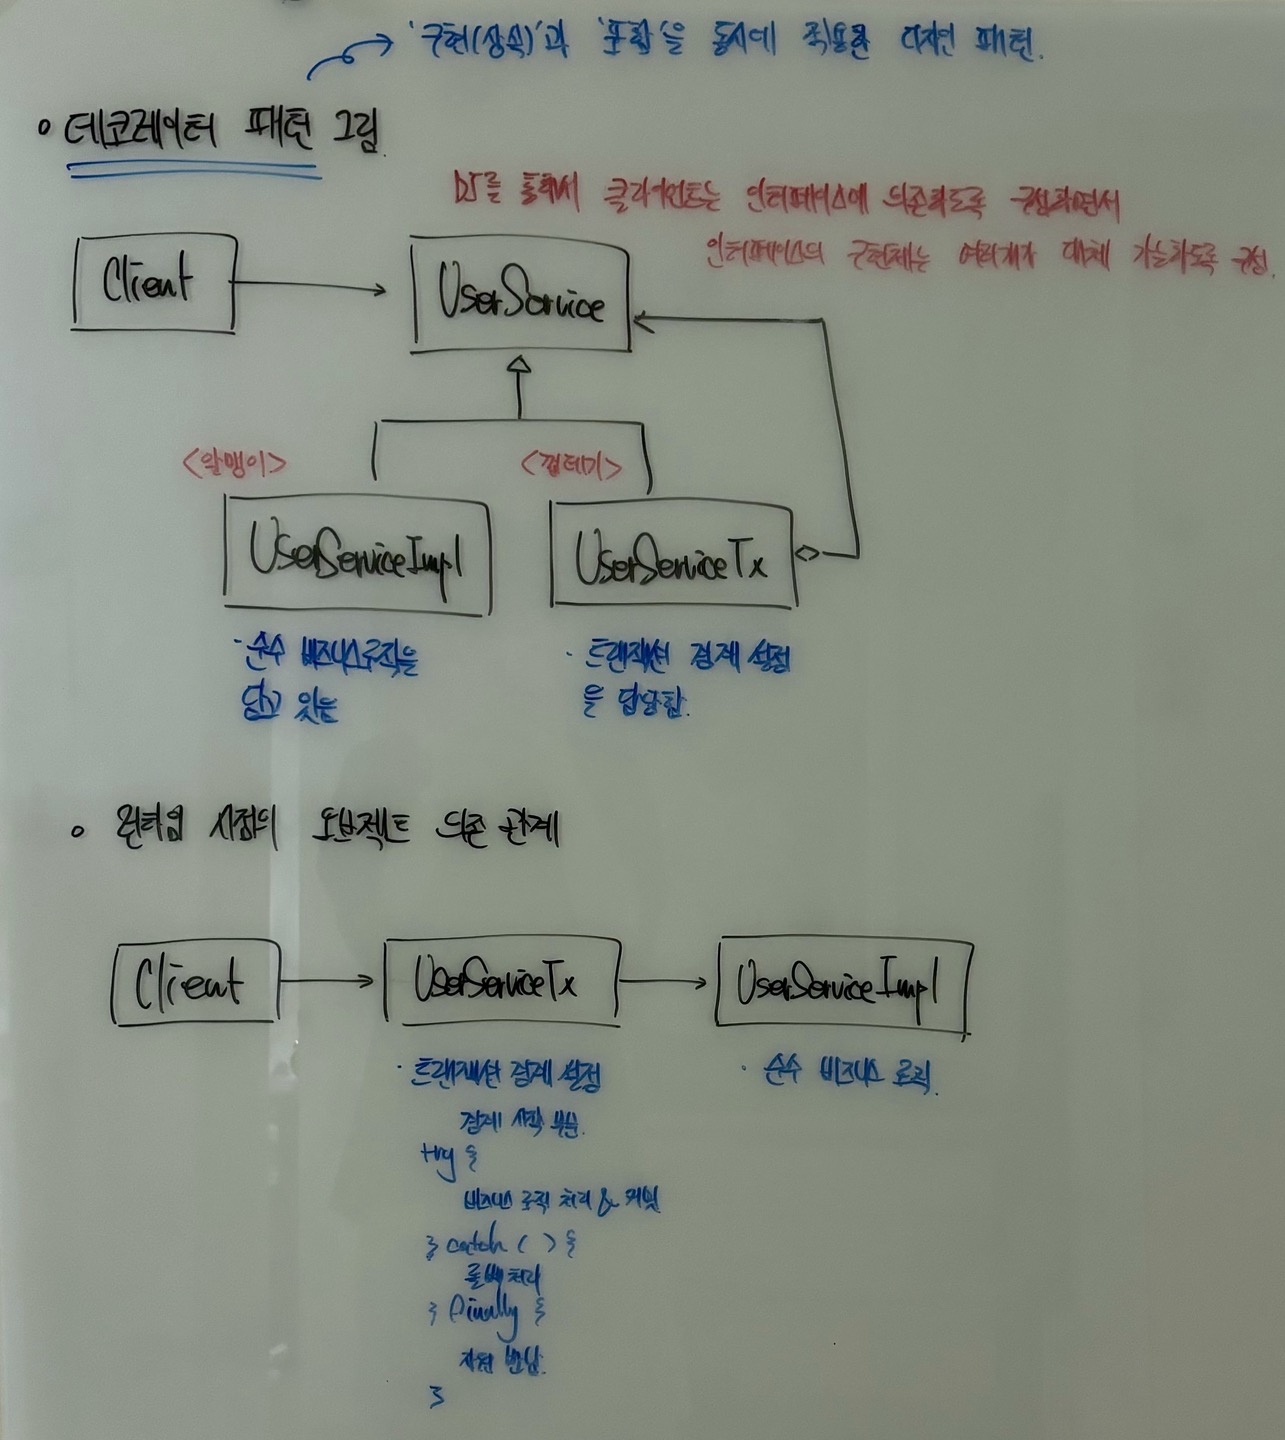 '구현(상속)'과 '포함'을 동시에 적용한 디자인 패턴.
데코레이터 패턴 그림.
DI를 통해서 클라이언트는 인터페이스에 의존하도록 구성하면서
인터페이스의 구현체는 여러개가 대체 가능하도록 구성.
Client
UserService
<알맹이>
<껍데기>
UserServiceImpl
UserServiceTx
· 순수 비즈니스로직을
담고 있음
· 트랜잭션 경계 설정
을 담당함.
런타임 시점의 오브젝트 의존 관계
Client
UserServiceTx
UserServiceImpl
· 트랜잭션 경계 설정
· 순수 비즈니스 로직.
경계 시작 부분.
try {
비즈니스 로직 처리 & 커밋
} catch ( ) {
롤백처리
} finally {
자원 반납.
}